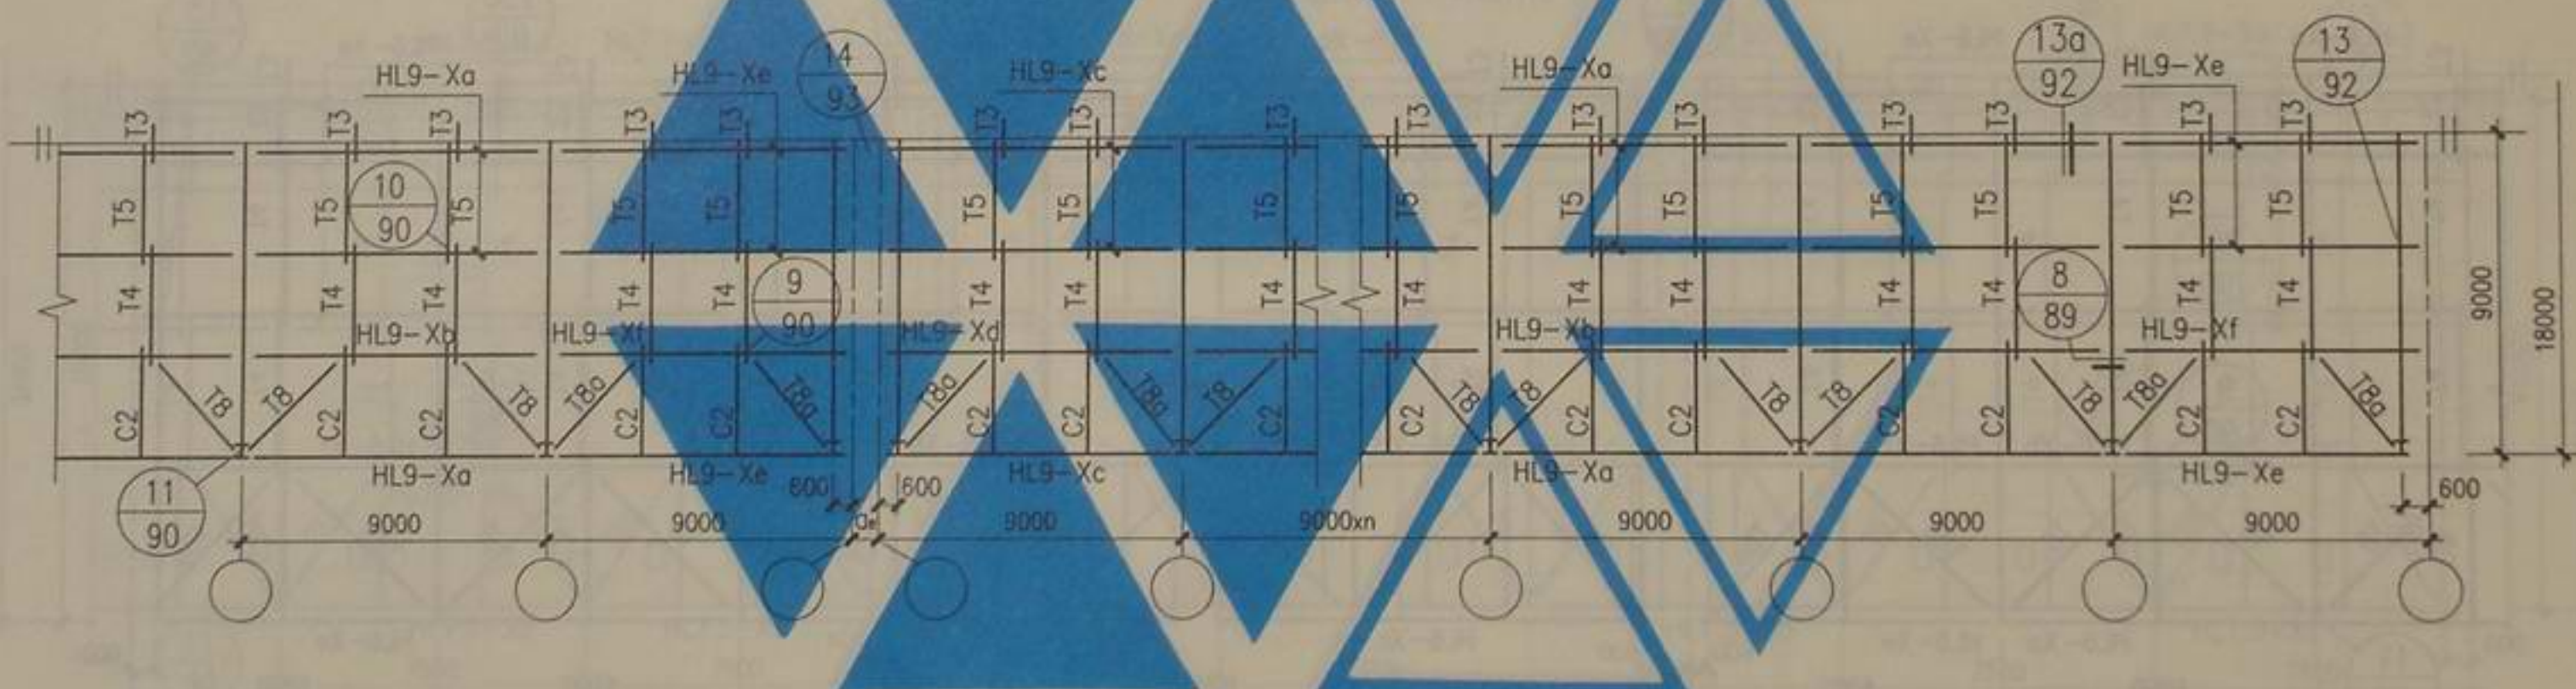 14
93
13a
92
13
92
HL9-Xa HL9-Xe HL9-Xc HL9-Xa HL9-Xe
T3 T3 T3 T3 T3 T3 T3 T3 T3 T3 T3 T3 T3 T3 T3
10
90
T5 T5 T5 T5 T5 T5 T5 T5 T5 T5 T5 T5 T5 T5 T5
9
90
8
89
T4 T4 T4 T4 T4 T4 T4 T4 T4 T4 T4 T4 T4 T4 T4
9000
18000
HL9-Xb HL9-Xf HL9-Xd HL9-Xb HL9-Xf
T8 T8 T8 T8a T8a T8a T8a T8 T8 T8 T8 T8 T8 T8a T8a
C2 C2 C2 C2 C2 C2 C2 C2 C2 C2 C2 C2 C2 C2 C2
HL9-Xa HL9-Xe HL9-Xc HL9-Xa HL9-Xe
11
90
600 600 600
9000 9000 9000 9000xn 9000 9000 9000